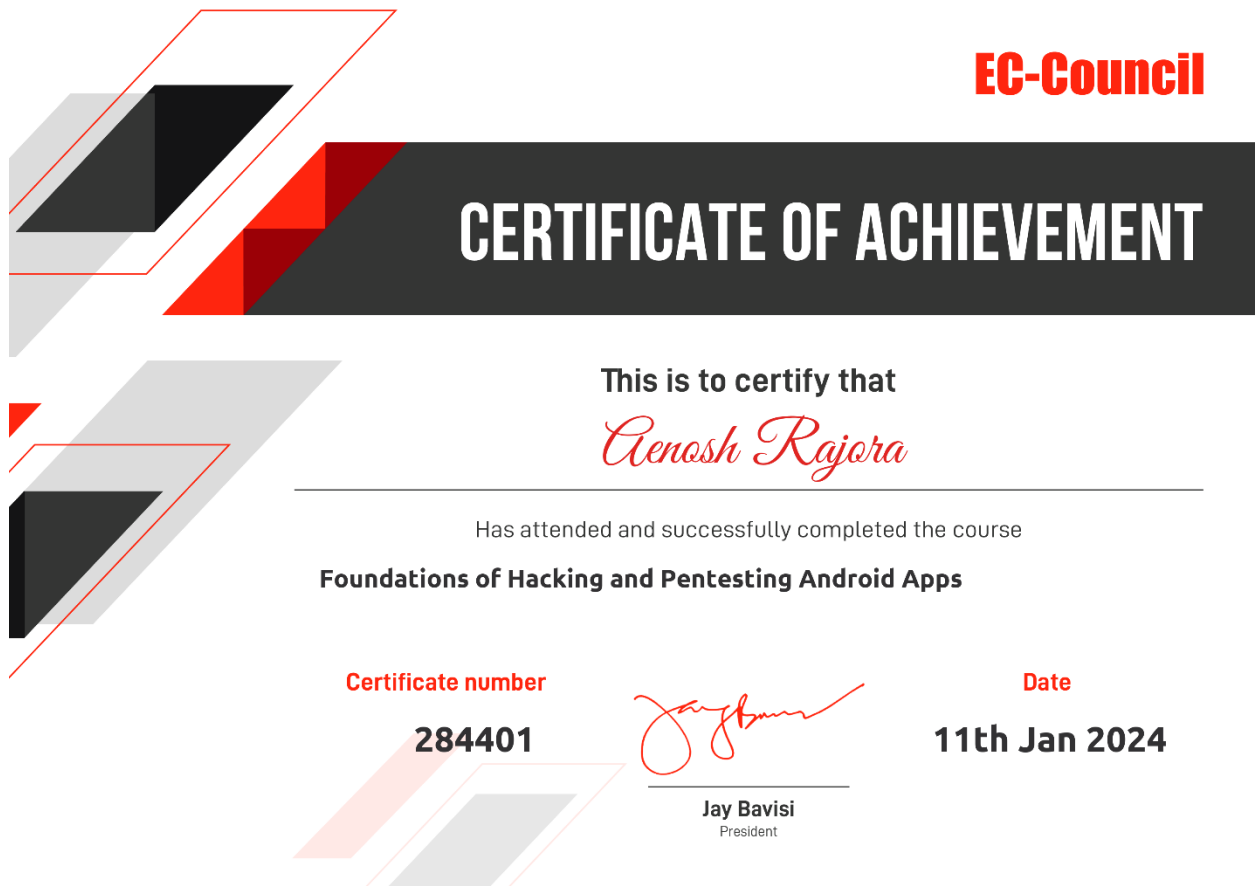 EC-Council
CERTIFICATE OF ACHIEVEMENT
This is to certify that
Aenosh Rajora
Has attended and successfully completed the course
Foundations of Hacking and Pentesting Android Apps
Certificate number
284401
Date
11th Jan 2024
Jay Bavisi
President